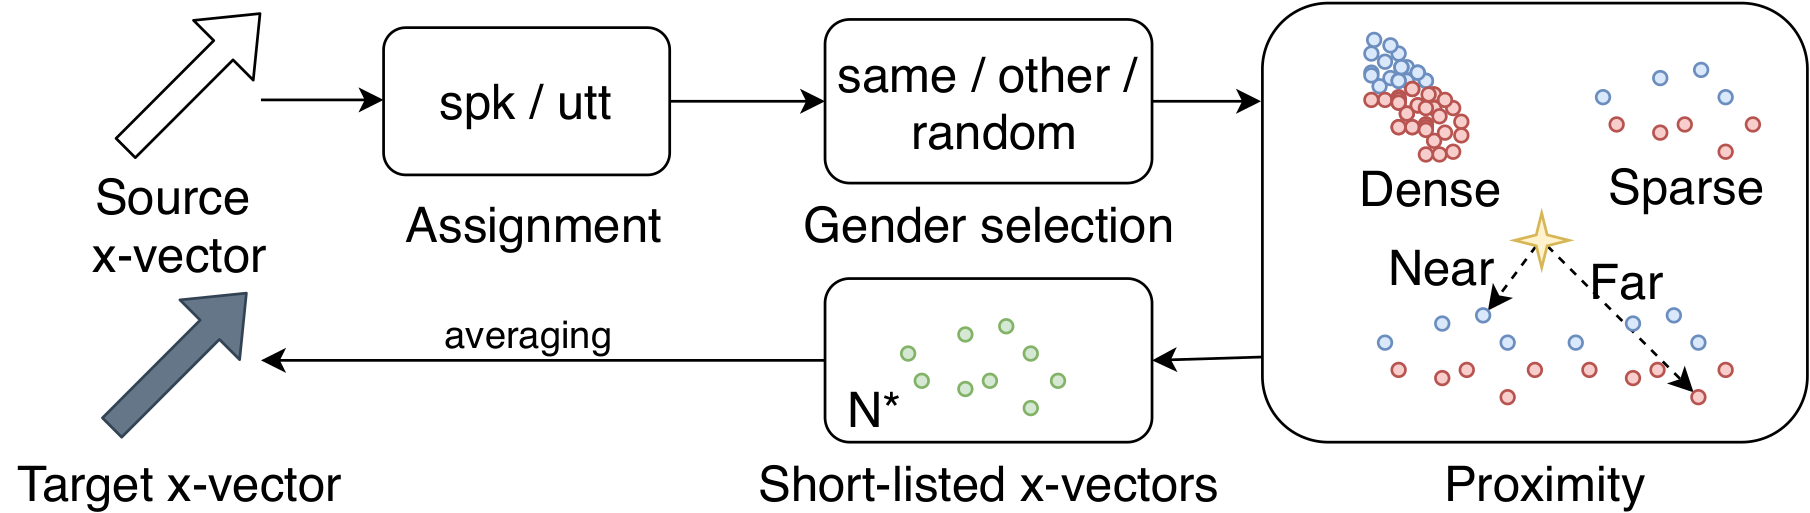 Source
x-vector
spk / utt
Assignment
same / other /
random
Gender selection
Dense
Sparse
Near
Far
Proximity
N*
Short-listed x-vectors
averaging
Target x-vector